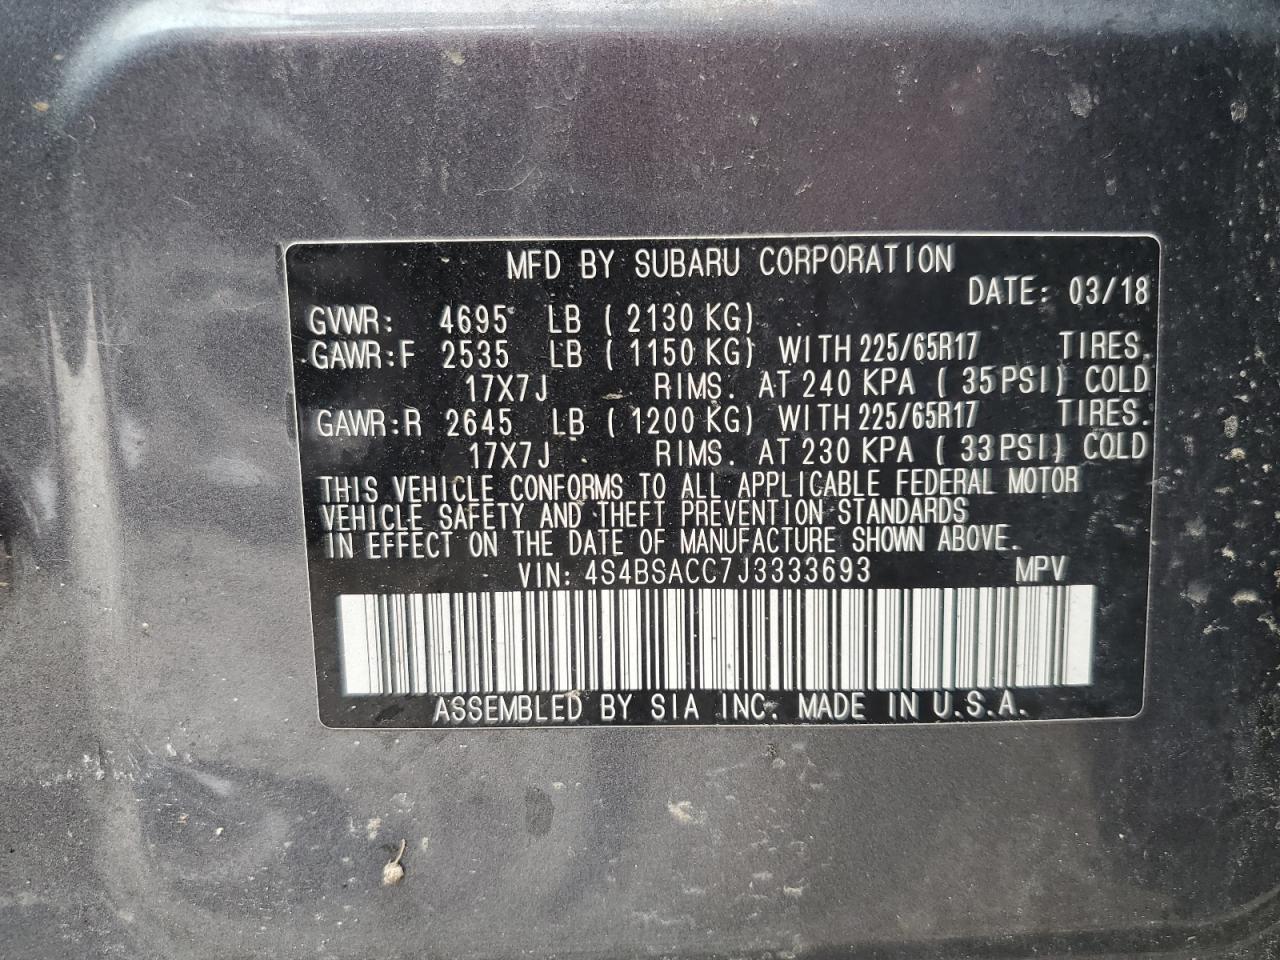 MFD BY SUBARU CORPORATION
DATE: 03/18
GVWR: 4695 LB ( 2130 KG)
GAWR:F 2535 LB ( 1150 KG) WITH 225/65R17 TIRES.
17X7J RIMS. AT 240 KPA ( 35 PSI) COLD
GAWR:R 2645 LB ( 1200 KG) WITH 225/65R17 TIRES.
17X7J RIMS. AT 230 KPA ( 33 PSI) COLD
THIS VEHICLE CONFORMS TO ALL APPLICABLE FEDERAL MOTOR
VEHICLE SAFETY AND THEFT PREVENTION STANDARDS
IN EFFECT ON THE DATE OF MANUFACTURE SHOWN ABOVE.
VIN: 4S4BSACC7J3333693 MPV
ASSEMBLED BY SIA INC. MADE IN U.S.A.